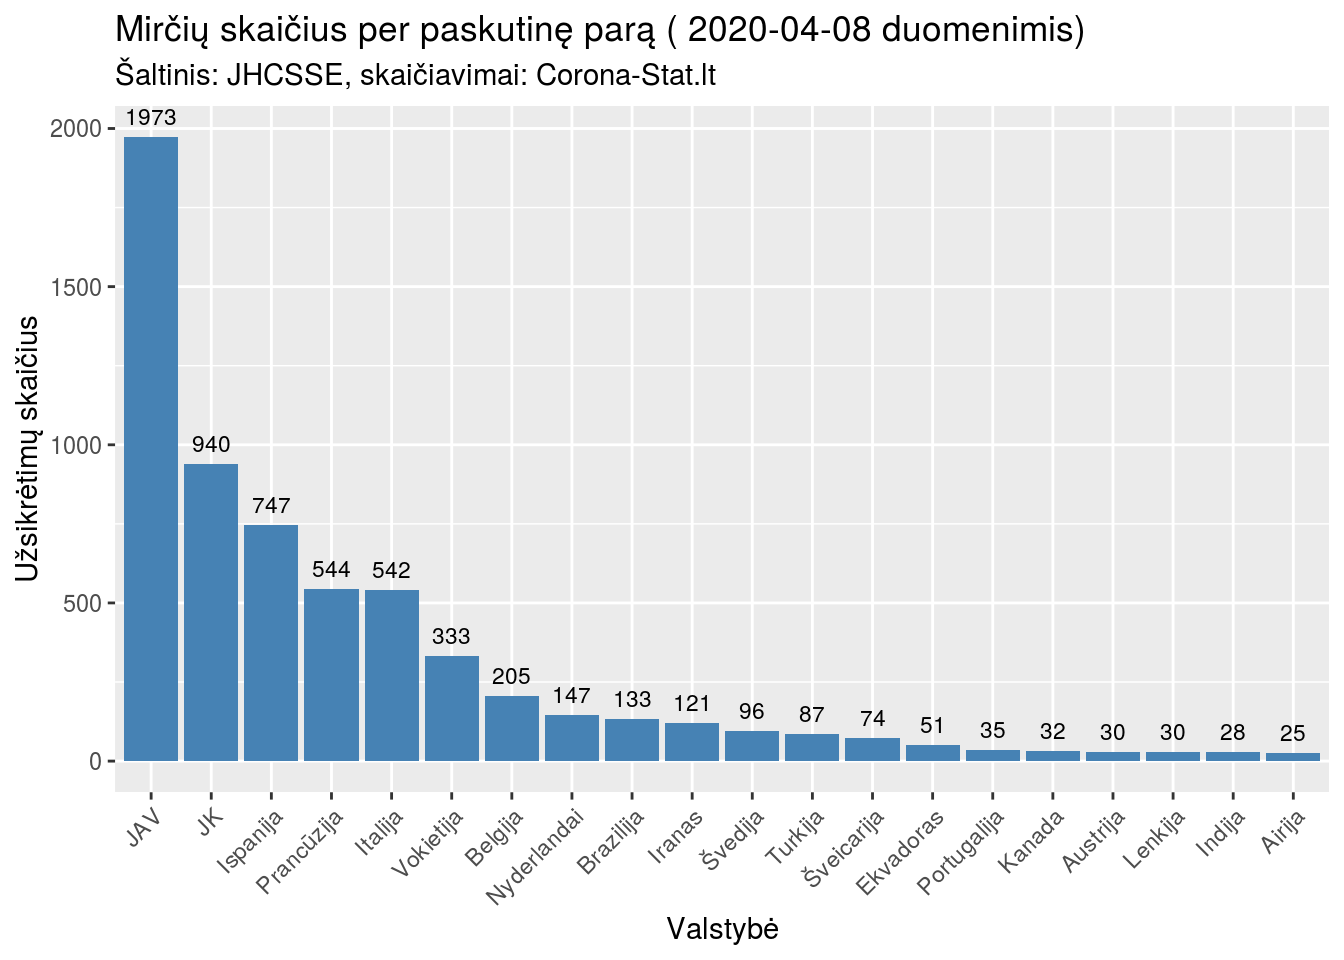 Mirčių skaičius per paskutinę parą ( 2020-04-08 duomenimis)
Šaltinis: JHCSSE, skaičiavimai: Corona-Stat.lt
Užsikrėtimų skaičius
2000
1500
1000
500
0
1973
940
747
544
542
333
205
147
133
121
96
87
74
51
35
32
30
30
28
25
JAV
JK
Ispanija
Prancūzija
Italija
Vokietija
Belgija
Nyderlandai
Brazilija
Iranas
Švedija
Turkija
Šveicarija
Ekvadoras
Portugalija
Kanada
Austrija
Lenkija
Indija
Airija
Valstybė